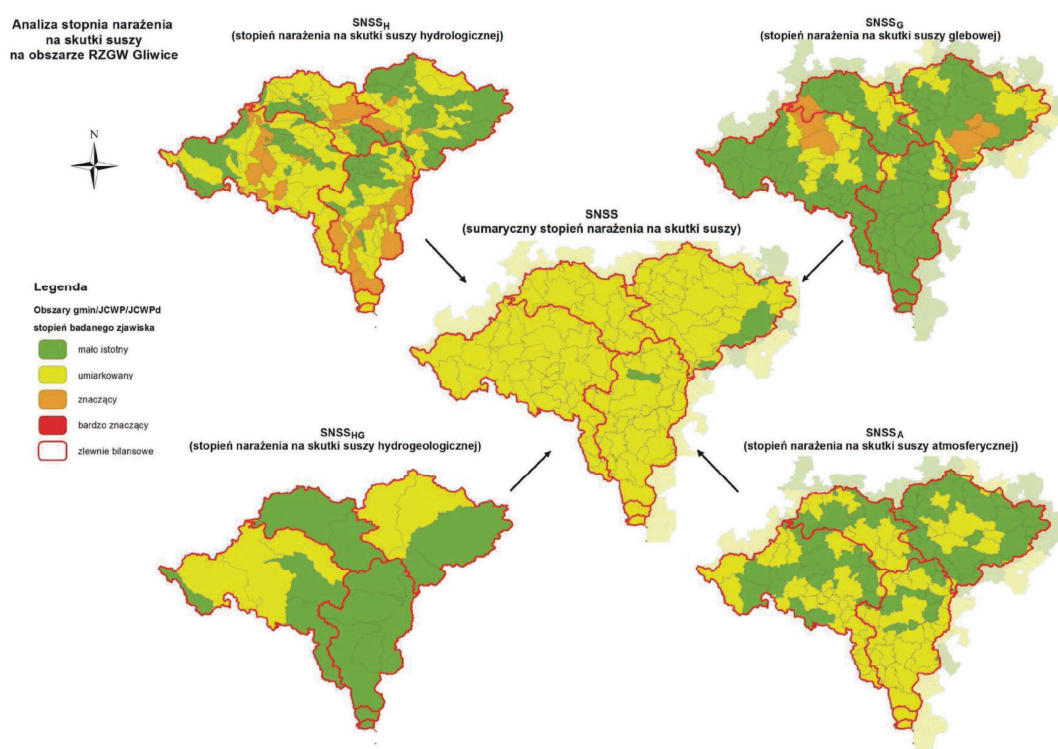 Analiza stopnia narażenia
na skutki suszy
na obszarze RZGW Gliwice
SNSSH
(stopień narażenia na skutki suszy hydrologicznej)
SNSSG
(stopień narażenia na skutki suszy glebowej)
N
SNSS
(sumaryczny stopień narażenia na skutki suszy)
Legenda
Obszary gmin/JCWP/JCWPd
stopień badanego zjawiska
mało istotny
umiarkowany
znaczący
bardzo znaczący
zlewnie bilansowe
SNSSHG
(stopień narażenia na skutki suszy hydrogeologicznej)
SNSSA
(stopień narażenia na skutki suszy atmosferycznej)